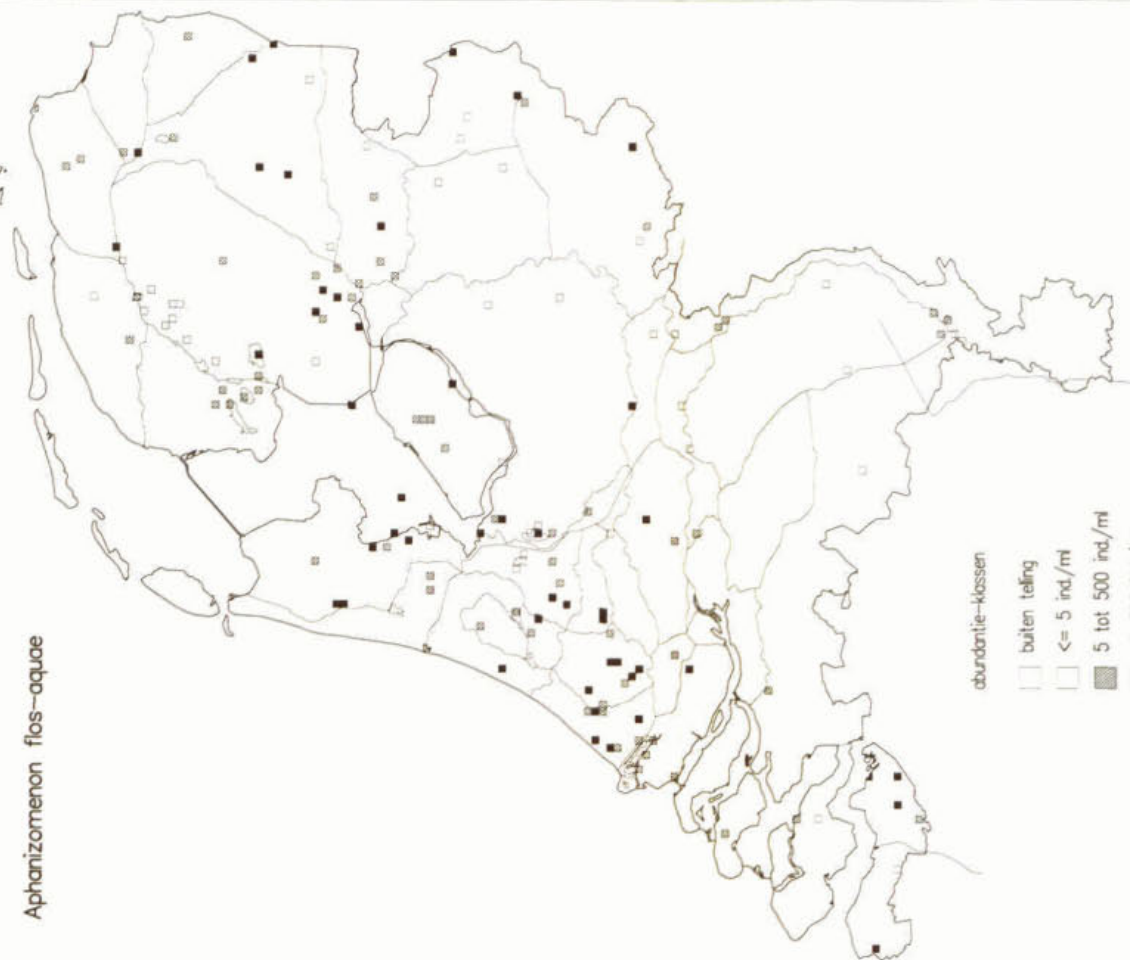 Aphanizomenon flos-aquae
abundantie-klassen
buiten telling
<= 5 ind./ml
5 tot 500 ind./ml